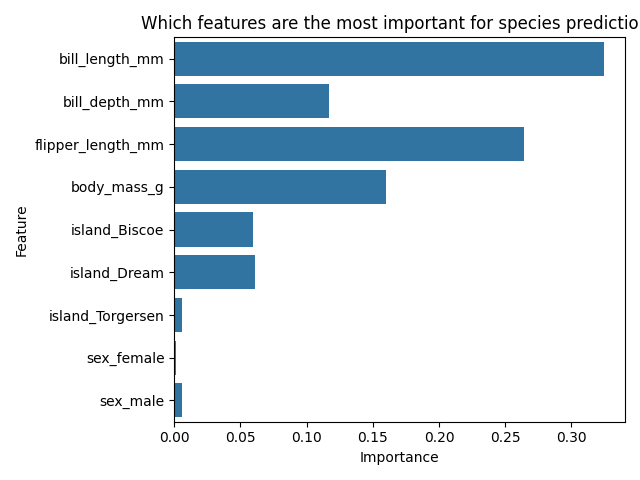 Which features are the most important for species predictio
bill_length_mm
bill_depth_mm
flipper_length_mm
body_mass_g
island_Biscoe
island_Dream
island_Torgersen
sex_female
sex_male
Feature
0.00 0.05 0.10 0.15 0.20 0.25 0.30
Importance